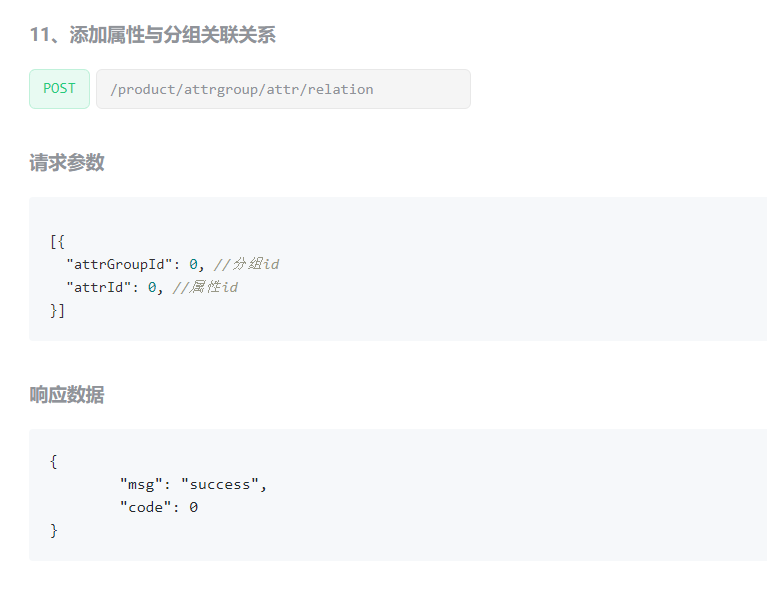 11、添加属性与分组关联关系
POST /product/attrgroup/attr/relation
请求参数
[{
  "attrGroupId": 0, //分组id
  "attrId": 0, //属性id
}]
响应数据
{
        "msg": "success",
        "code": 0
}